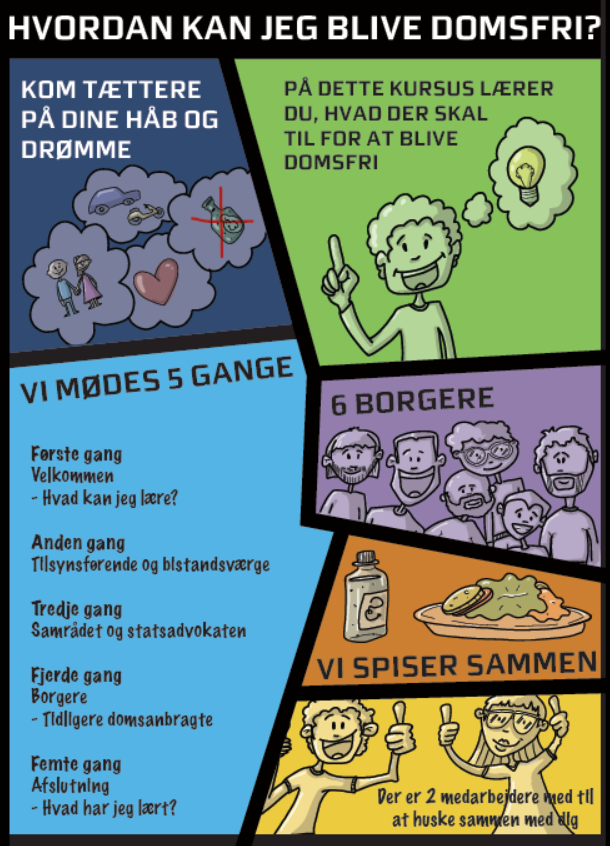 HVORDAN KAN JEG BLIVE DOMSFRI?
KOM TÆTTERE
PÅ DINE HÅB OG
DRØMME
PÅ DETTE KURSUS LÆRER
DU, HVAD DER SKAL
TIL FOR AT BLIVE
DOMSFRI
VI MØDES 5 GANGE
Første gang
Velkommen
- Hvad kan jeg lære?
Anden gang
Tilsynsførende og bistandsværge
Tredje gang
Samrådet og statsadvokaten
Fjerde gang
Borgere
- Tidligere domsanbragte
Femte gang
Afslutning
- Hvad har jeg lært?
6 BORGERE
VI SPISER SAMMEN
Der er 2 medarbejdere med til
at huske sammen med dig